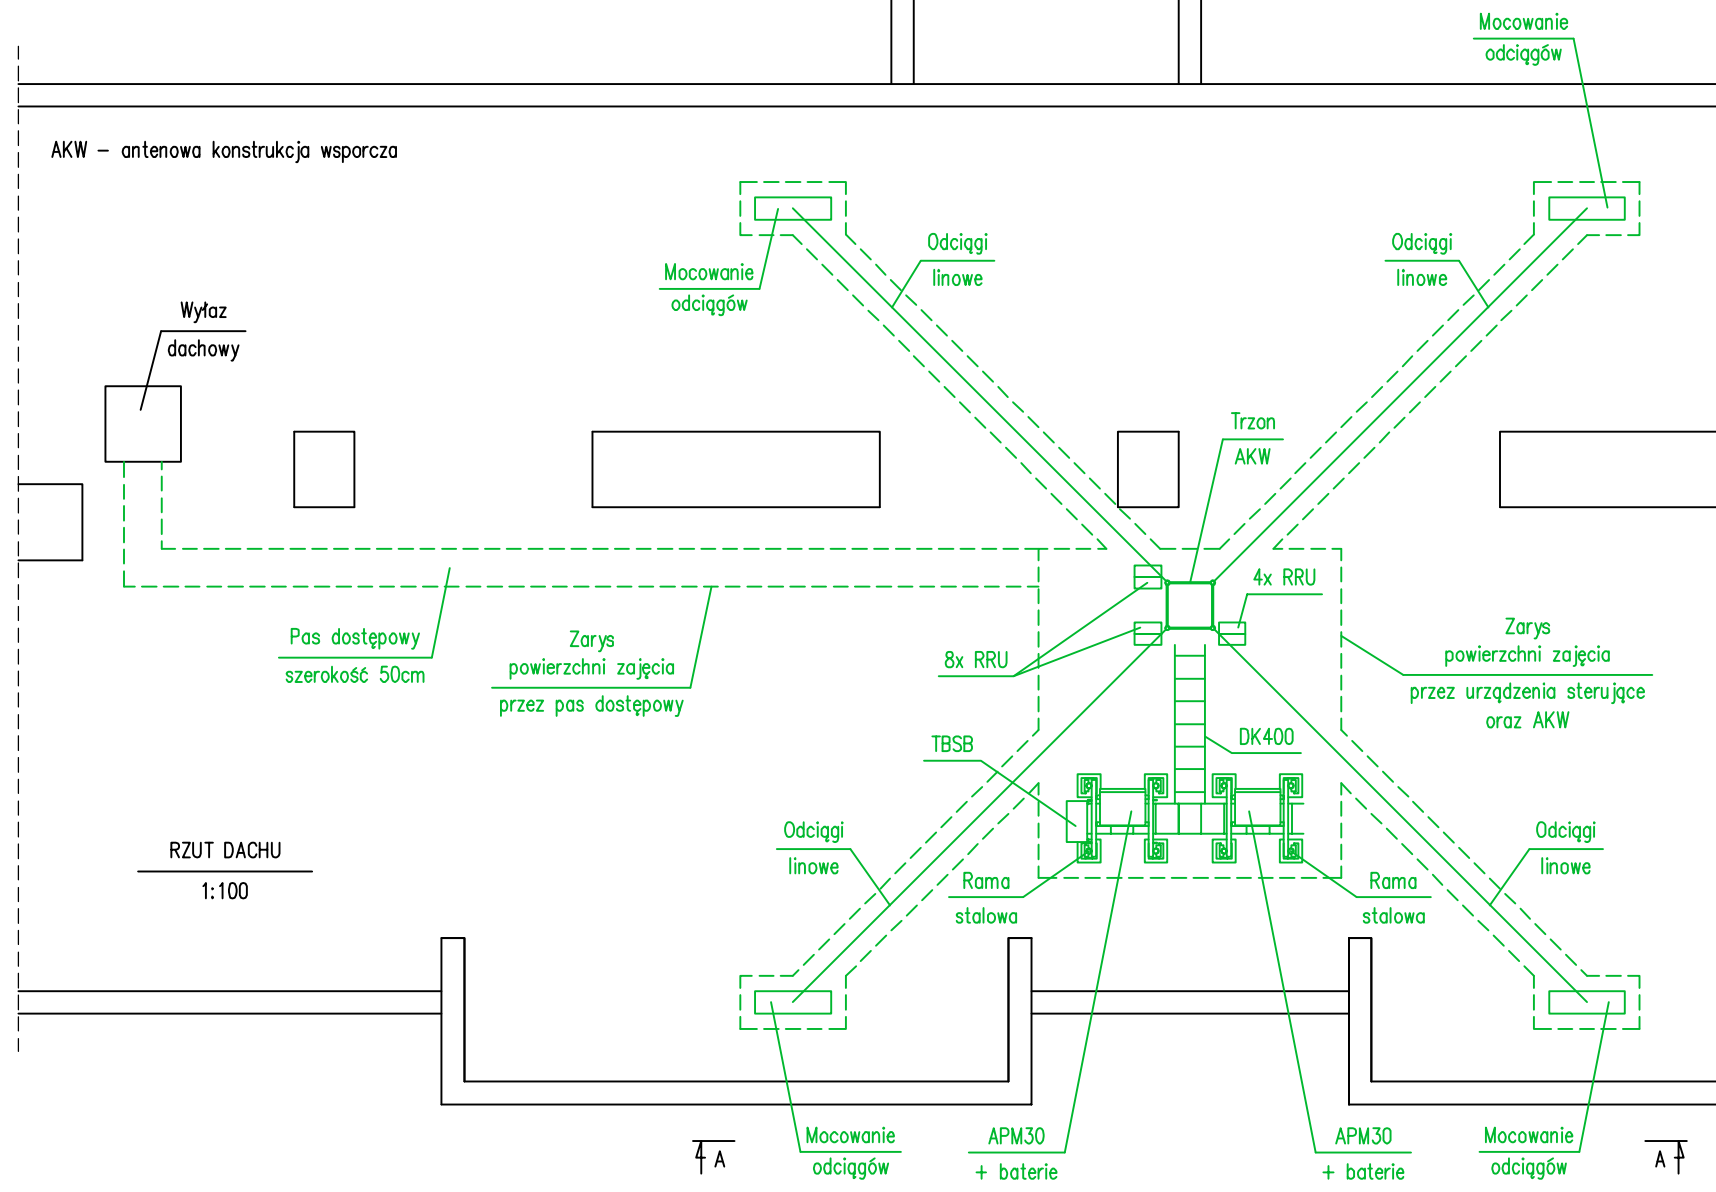 Mocowanie
odciągów
AKW – antenowa konstrukcja wsporcza
Odciągi
linowe
Odciągi
linowe
Mocowanie
odciągów
Wyłaz
dachowy
Trzon
AKW
4x RRU
Pas dostępowy
szerokość 50cm
Zarys
powierzchni zajęcia
przez pas dostępowy
8x RRU
Zarys
powierzchni zajęcia
przez urządzenia sterujące
oraz AKW
TBSB
DK400
RZUT DACHU
1:100
Odciągi
linowe
Odciągi
linowe
Rama
stalowa
Rama
stalowa
A
Mocowanie
odciągów
APM30
+ baterie
APM30
+ baterie
Mocowanie
odciągów
A